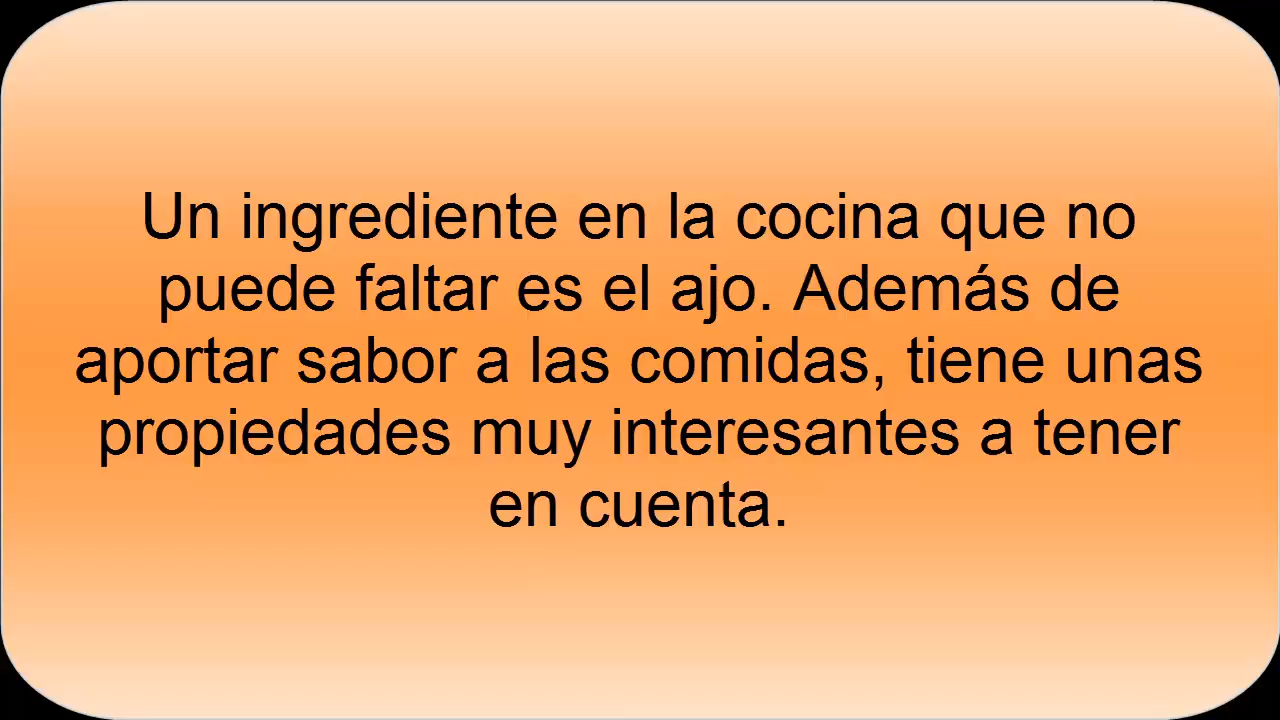 Un ingrediente en la cocina que no
puede faltar es el ajo. Además de
aportar sabor a las comidas, tiene unas
propiedades muy interesantes a tener
en cuenta.